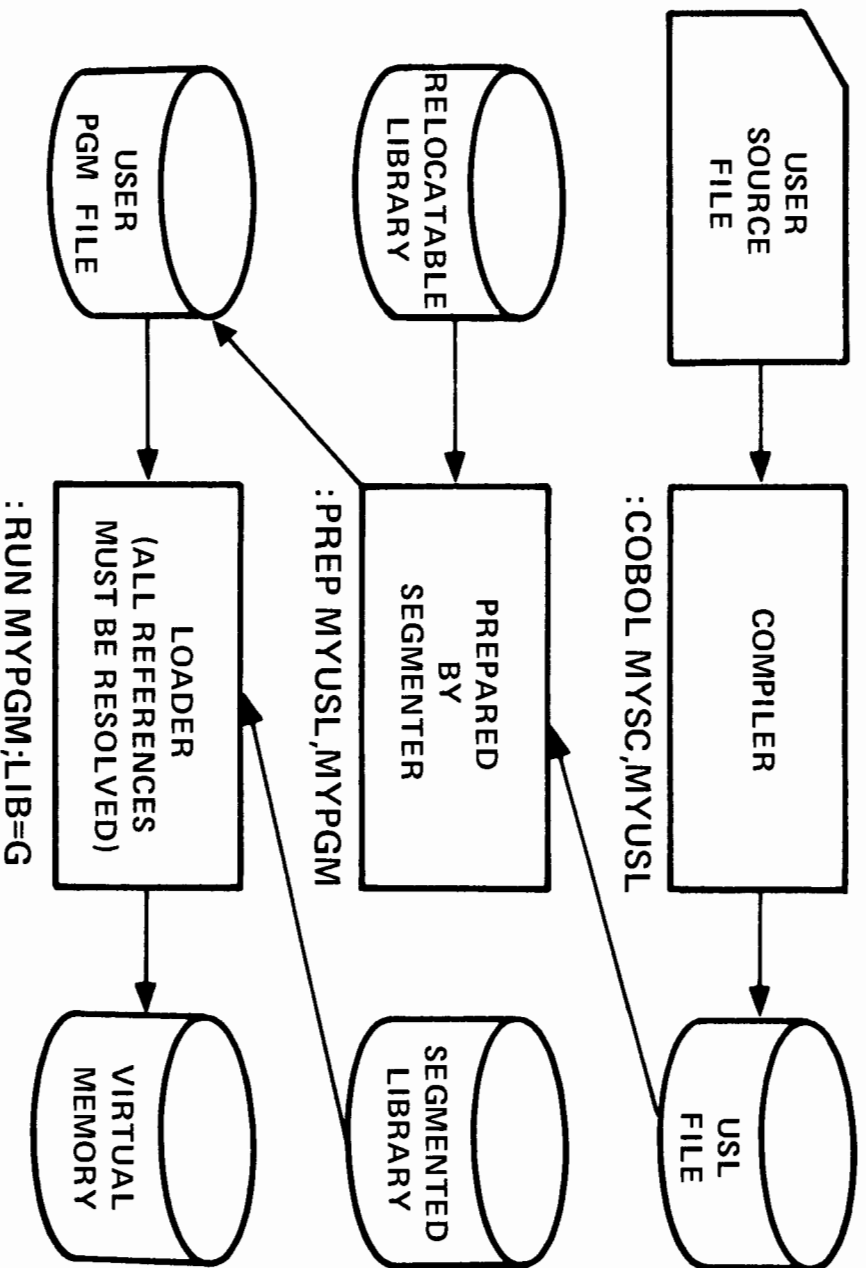 USER
SOURCE
FILE
COMPILER
USL
FILE
:COBOL MYSC,MYUSL
RELOCATABLE
LIBRARY
PREPARED
BY
SEGMENTER
SEGMENTED
LIBRARY
:PREP MYUSL,MYPGM
USER
PGM FILE
LOADER
(ALL REFERENCES
MUST BE RESOLVED)
VIRTUAL
MEMORY
:RUN MYPGM;LIB=G